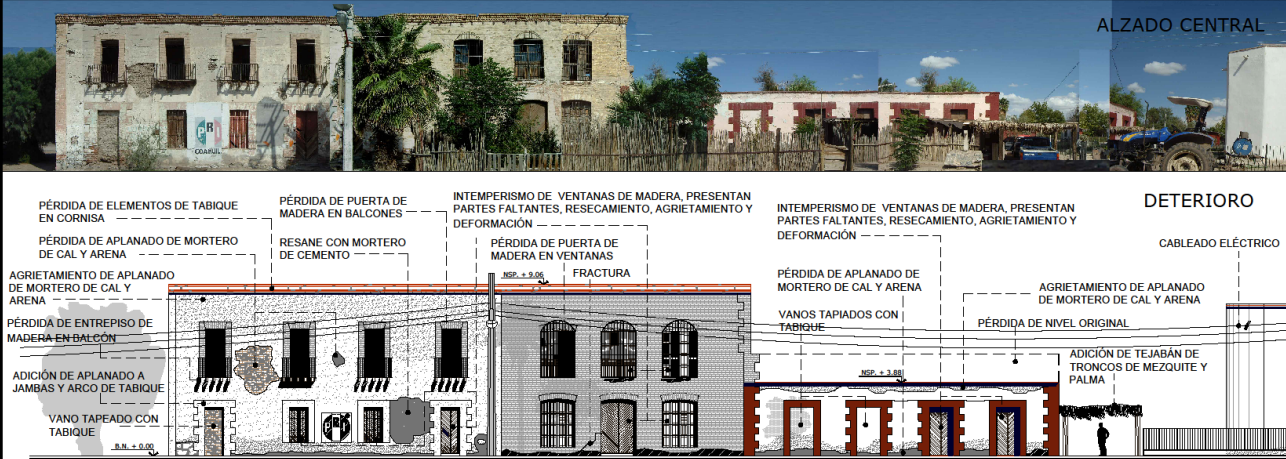 ALZADO CENTRAL
PRI
COAHUILA
DETERIORO
PÉRDIDA DE ELEMENTOS DE TABIQUE
EN CORNISA
PÉRDIDA DE APLANADO DE MORTERO
DE CAL Y ARENA
AGRIETAMIENTO DE APLANADO
DE MORTERO DE CAL Y
ARENA
PÉRDIDA DE ENTREPISO DE
MADERA EN BALCÓN
ADICIÓN DE APLANADO A
JAMBAS Y ARCO DE TABIQUE
VANO TAPEADO CON
TABIQUE
B.N. + 0.00
PÉRDIDA DE PUERTA DE
MADERA EN BALCONES
RESANE CON MORTERO
DE CEMENTO
PRI
INTEMPERISMO DE VENTANAS DE MADERA, PRESENTAN
PARTES FALTANTES, RESECAMIENTO, AGRIETAMIENTO Y
DEFORMACIÓN
PÉRDIDA DE PUERTA DE
MADERA EN VENTANAS
FRACTURA
NSP. + 9.06
INTEMPERISMO DE VENTANAS DE MADERA, PRESENTAN
PARTES FALTANTES, RESECAMIENTO, AGRIETAMIENTO Y
DEFORMACIÓN
PÉRDIDA DE APLANADO DE
MORTERO DE CAL Y ARENA
VANOS TAPIADOS CON
TABIQUE
NSP. + 3.88
AGRIETAMIENTO DE APLANADO
DE MORTERO DE CAL Y ARENA
PÉRDIDA DE NIVEL ORIGINAL
CABLEADO ELÉCTRICO
ADICIÓN DE TEJABÁN DE
TRONCOS DE MEZQUITE Y
PALMA